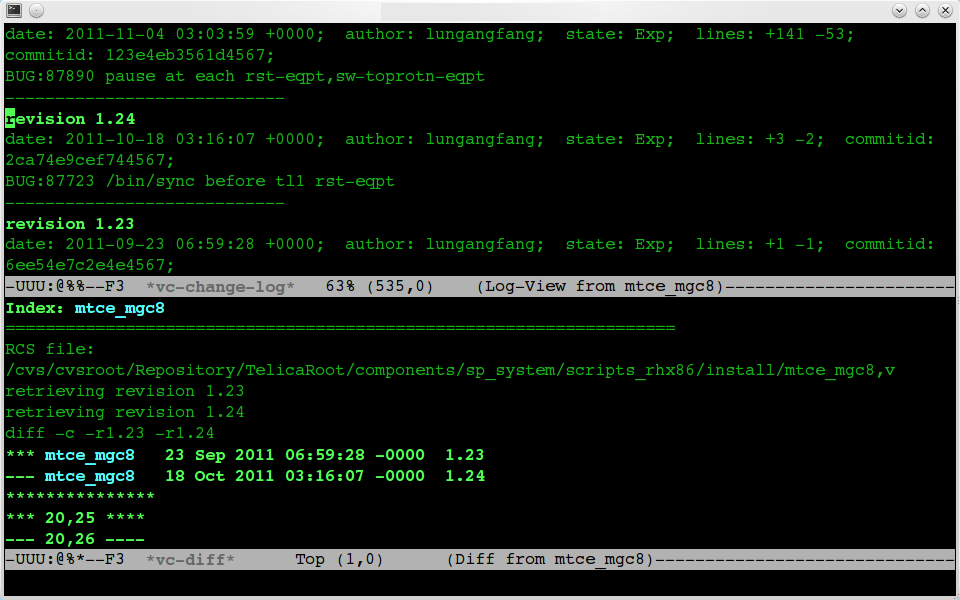 date: 2011-11-04 03:03:59 +0000;  author: lungangfang;  state: Exp;  lines: +141 -53;
commitid: 123e4eb3561d4567;
BUG:87890 pause at each rst-eqpt,sw-toprotn-eqpt
----------------------------
revision 1.24
date: 2011-10-18 03:16:07 +0000;  author: lungangfang;  state: Exp;  lines: +3 -2;  commitid:
2ca74e9cef744567;
BUG:87723 /bin/sync before tl1 rst-eqpt
----------------------------
revision 1.23
date: 2011-09-23 06:59:28 +0000;  author: lungangfang;  state: Exp;  lines: +1 -1;  commitid:
6ee54e7c2e4e4567;
-UUU:@%%--F3  *vc-change-log*   63% (535,0)    (Log-View from mtce_mgc8)-----------------------
Index: mtce_mgc8
===================================================================
RCS file:
/cvs/cvsroot/Repository/TelicaRoot/components/sp_system/scripts_rhx86/install/mtce_mgc8,v
retrieving revision 1.23
retrieving revision 1.24
diff -c -r1.23 -r1.24
*** mtce_mgc8   23 Sep 2011 06:59:28 -0000  1.23
--- mtce_mgc8   18 Oct 2011 03:16:07 -0000  1.24
***************
*** 20,25 ****
--- 20,26 ----
-UUU:@%*--F3  *vc-diff*      Top (1,0)      (Diff from mtce_mgc8)------------------------------